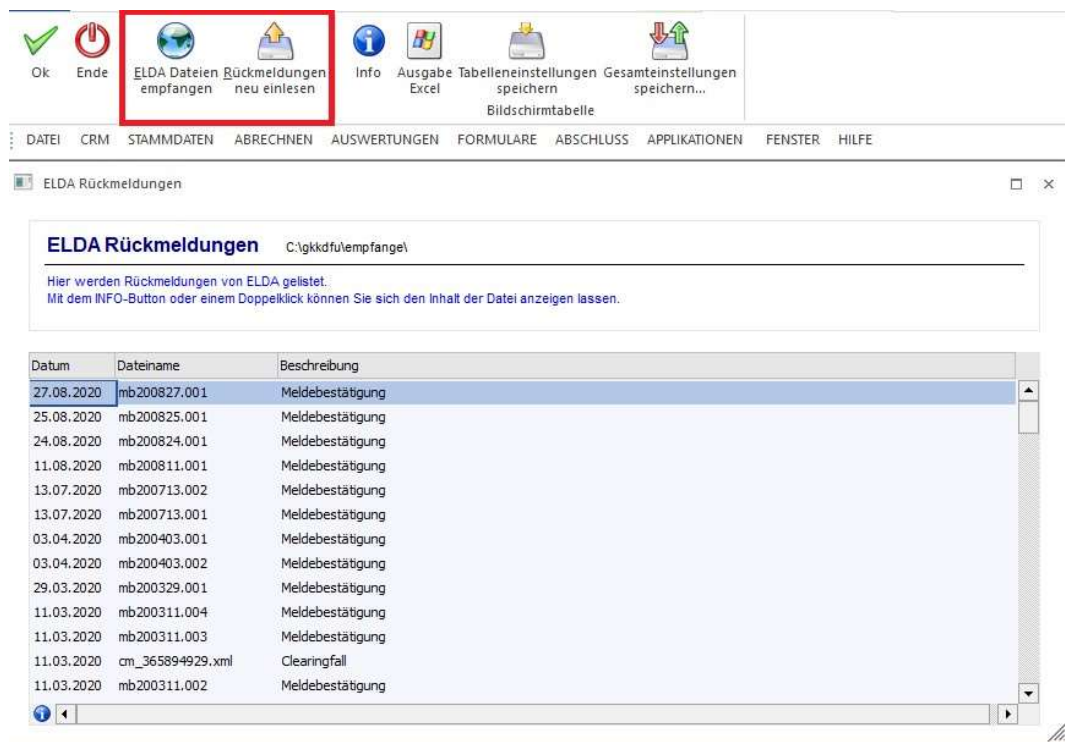 Ok Ende ELDA Dateien Rückmeldungen Info Ausgabe Tabelleneinstellungen Gesamteinstellungen
empfangen neu einlesen Excel speichern speichern...
Bildschirmtabelle
DATEI CRM STAMMDATEN ABRECHNEN AUSWERTUNGEN FORMULARE ABSCHLUSS APPLIKATIONEN FENSTER HILFE
ELDA Rückmeldungen
ELDA Rückmeldungen C:\gkkdfu\empfange\
Hier werden Rückmeldungen von ELDA gelistet.
Mit dem INFO-Button oder einem Doppelklick können Sie sich den Inhalt der Datei anzeigen lassen.
Datum Dateiname Beschreibung
27.08.2020 mb200827.001 Meldebestätigung
25.08.2020 mb200825.001 Meldebestätigung
24.08.2020 mb200824.001 Meldebestätigung
11.08.2020 mb200811.001 Meldebestätigung
13.07.2020 mb200713.002 Meldebestätigung
13.07.2020 mb200713.001 Meldebestätigung
03.04.2020 mb200403.001 Meldebestätigung
03.04.2020 mb200403.002 Meldebestätigung
29.03.2020 mb200329.001 Meldebestätigung
11.03.2020 mb200311.004 Meldebestätigung
11.03.2020 mb200311.003 Meldebestätigung
11.03.2020 cm_365894929.xml Clearingfall
11.03.2020 mb200311.002 Meldebestätigung